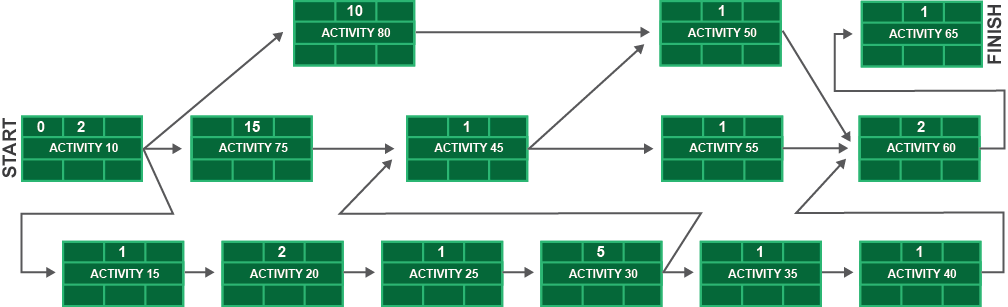 10
ACTIVITY 80
1
ACTIVITY 50
1
ACTIVITY 65
FINISH
START
0 2
ACTIVITY 10
15
ACTIVITY 75
1
ACTIVITY 45
1
ACTIVITY 55
2
ACTIVITY 60
1
ACTIVITY 15
2
ACTIVITY 20
1
ACTIVITY 25
5
ACTIVITY 30
1
ACTIVITY 35
1
ACTIVITY 40